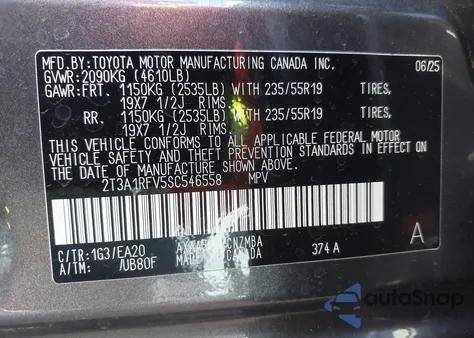 MFD.BY:TOYOTA MOTOR MANUFACTURING CANADA INC. 06/25
GVWR:2090KG (4610LB)
GAWR:FRT. 1150KG (2535LB) WITH 235/55R19 TIRES,
19X7 1/2J RIMS,
RR. 1150KG (2535LB) WITH 235/55R19 TIRES,
19X7 1/2J RIMS,
THIS VEHICLE CONFORMS TO ALL APPLICABLE FEDERAL MOTOR
VEHICLE SAFETY AND THEFT PREVENTION STANDARDS IN EFFECT ON
THE DATE OF MANUFACTURE SHOWN ABOVE.
2T3A1RFV5SC546558 MPV
C/TR:1G3/EA20
A/TM: /UB80F 374A A
autoSnap